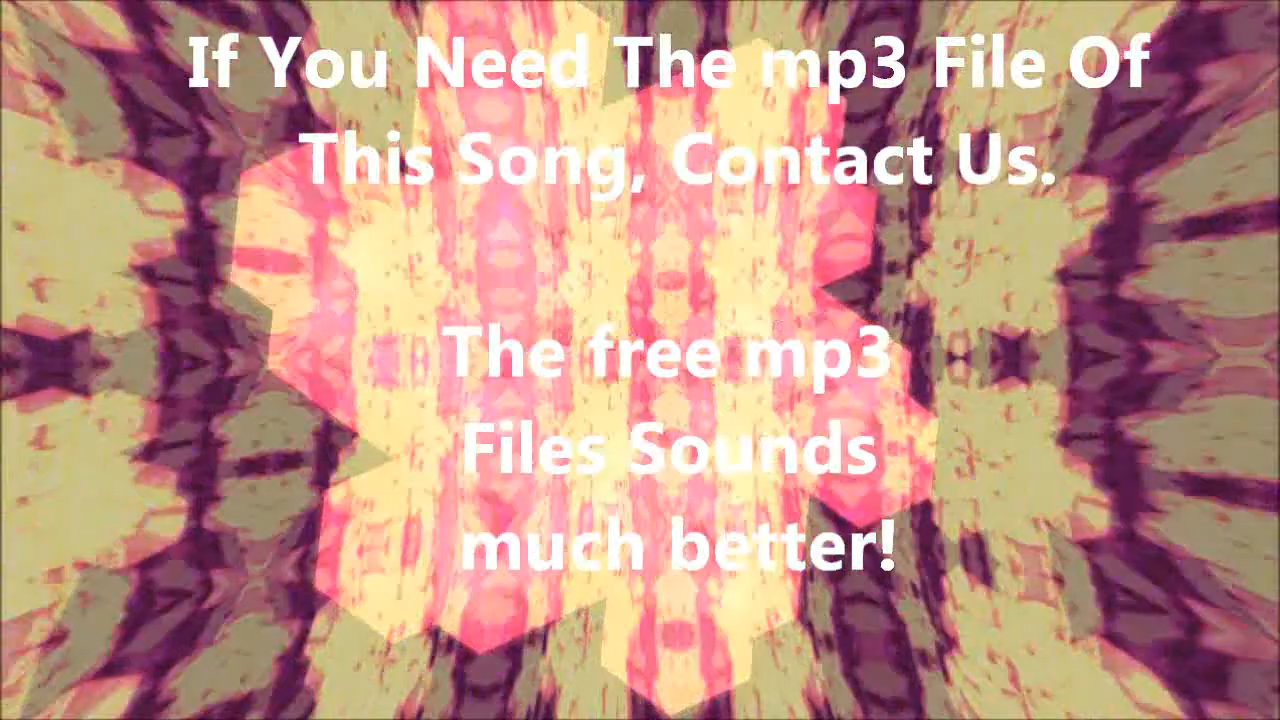 If You Need The mp3 File Of
This Song, Contact Us.
The free mp3
Files Sounds
much better!